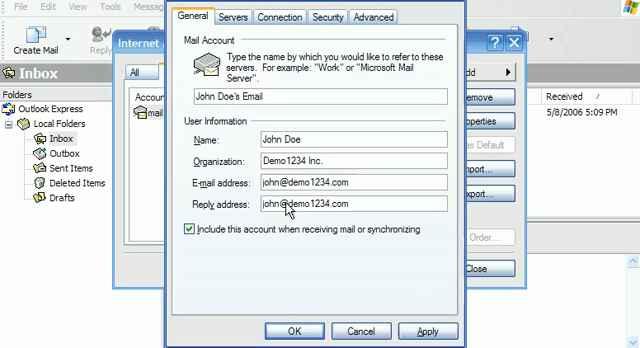 File Edit View Tools Message
Create Mail Reply
Inbox
Folders
Outlook Express
Local Folders
Inbox
Outbox
Sent Items
Deleted Items
Drafts
Internet
All
Accou
mail
General Servers Connection Security Advanced
Mail Account
Type the name by which you would like to refer to these
servers. For example: "Work" or "Microsoft Mail
Server".
John Doe's Email
User Information
Name: John Doe
Organization: Demo1234 Inc.
E-mail address: john@demo1234.com
Reply address: john@demo1234.com
Include this account when receiving mail or synchronizing
OK Cancel Apply
dd
emove
operties
as Default
port...
xport...
Order...
Close
Received
5/8/2006 5:09 PM